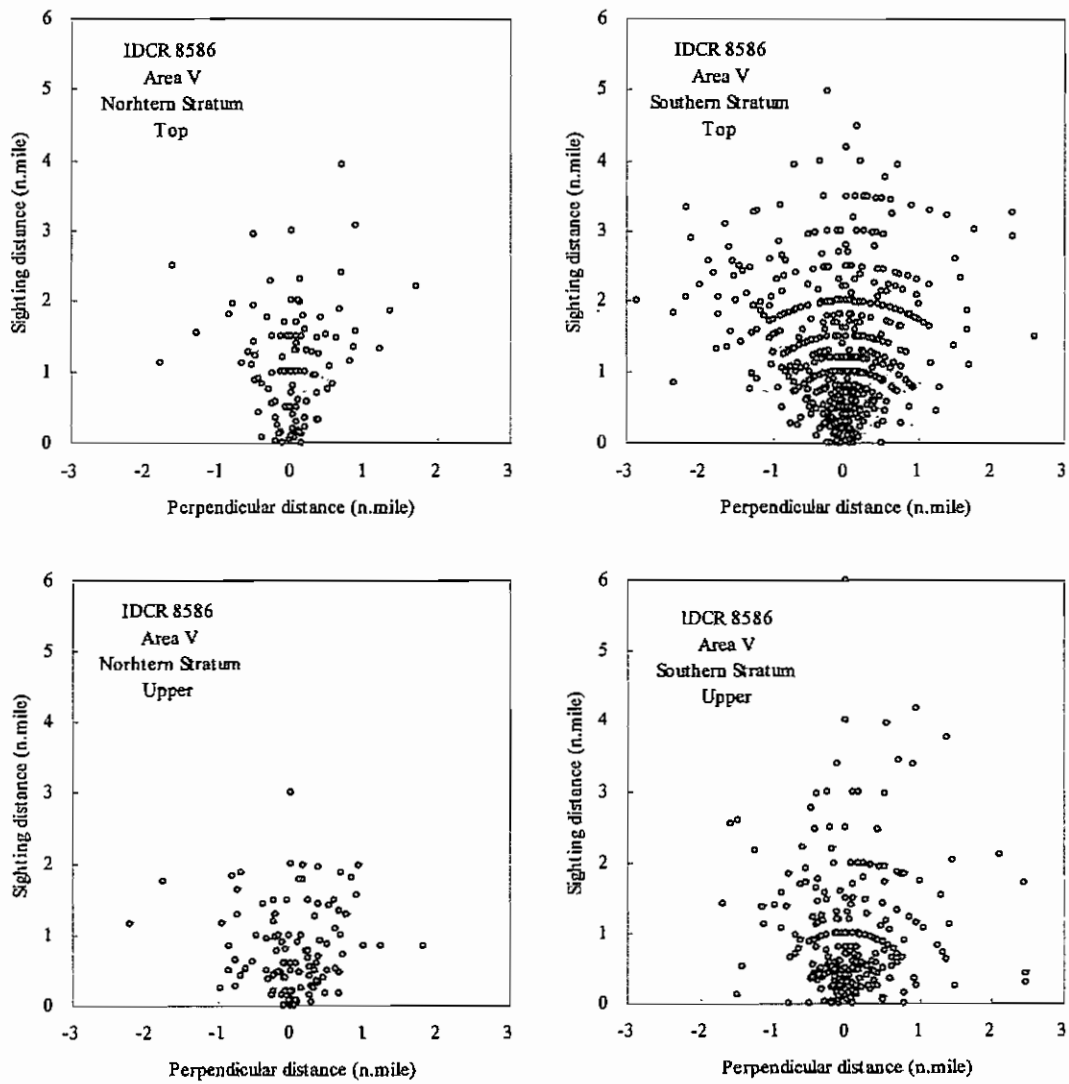 6
5
4
3
2
1
0
Sighting distance (n.mile)
IDCR 8586
Area V
Norhtern Stratum
Top
-3 -2 -1 0 1 2 3
Perpendicular distance (n.mile)
6
5
4
3
2
1
0
Sighting distance (n.mile)
IDCR 8586
Area V
Southern Stratum
Top
-3 -2 -1 0 1 2 3
Perpendicular distance (n.mile)
6
5
4
3
2
1
0
Sighting distance (n.mile)
IDCR 8586
Area V
Norhtern Stratum
Upper
-3 -2 -1 0 1 2 3
Perpendicular distance (n.mile)
6
5
4
3
2
1
0
Sighting distance (n.mile)
IDCR 8586
Area V
Southern Stratum
Upper
-3 -2 -1 0 1 2 3
Perpendicular distance (n.mile)